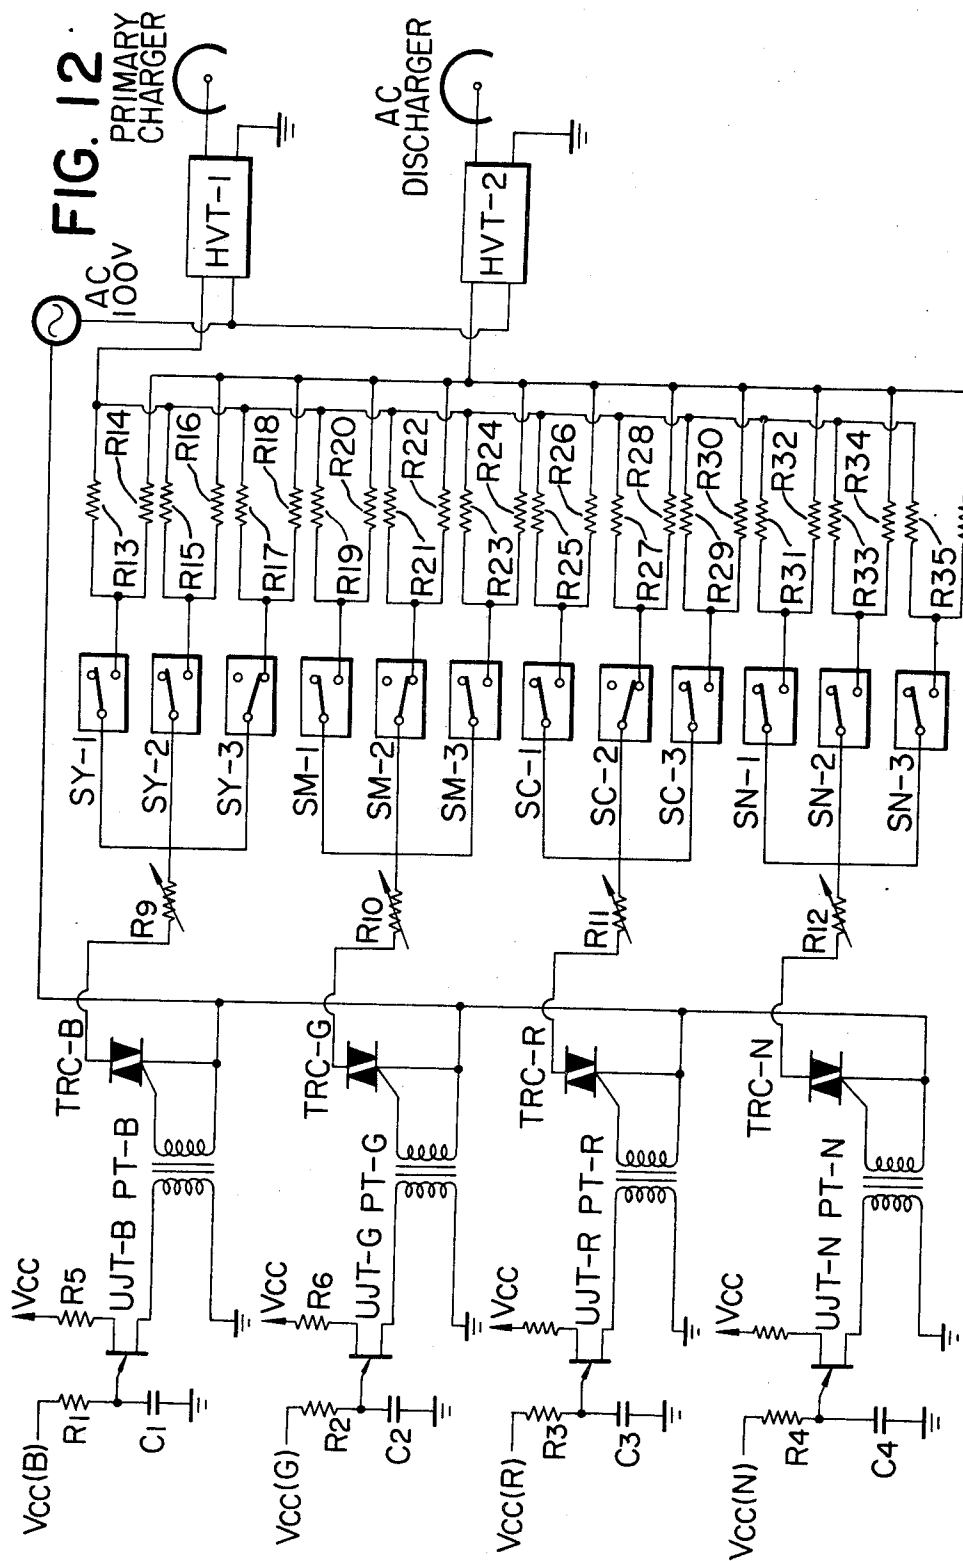 FIG. 12
PRIMARY
CHARGER
AC
DISCHARGER
HVT-1
HVT-2
AC
100V
R13
R14
R15
R16
R17
R18
R19
R20
R21
R22
R23
R24
R25
R26
R27
R28
R29
R30
R31
R32
R33
R34
R35
SY-1
SY-2
SY-3
SM-1
SM-2
SM-3
SC-1
SC-2
SC-3
SN-1
SN-2
SN-3
R9
R10
R11
R12
TRC-B
TRC-G
TRC-R
TRC-N
UJT-B PT-B
UJT-G PT-G
UJT-R PT-R
UJT-N PT-N
VCC
R5
VCC
R6
VCC
VCC
VCC(B)
R1
C1
VCC(G)
R2
C2
VCC(R)
R3
C3
VCC(N)
R4
C4